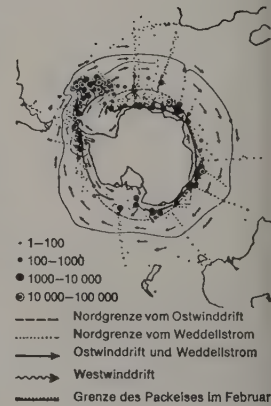 1–100
100–1000
1000–10 000
10 000–100 000
Nordgrenze vom Ostwinddrift
Nordgrenze vom Weddellstrom
Ostwinddrift und Weddellstrom
Westwinddrift
Grenze des Packeises im Februar